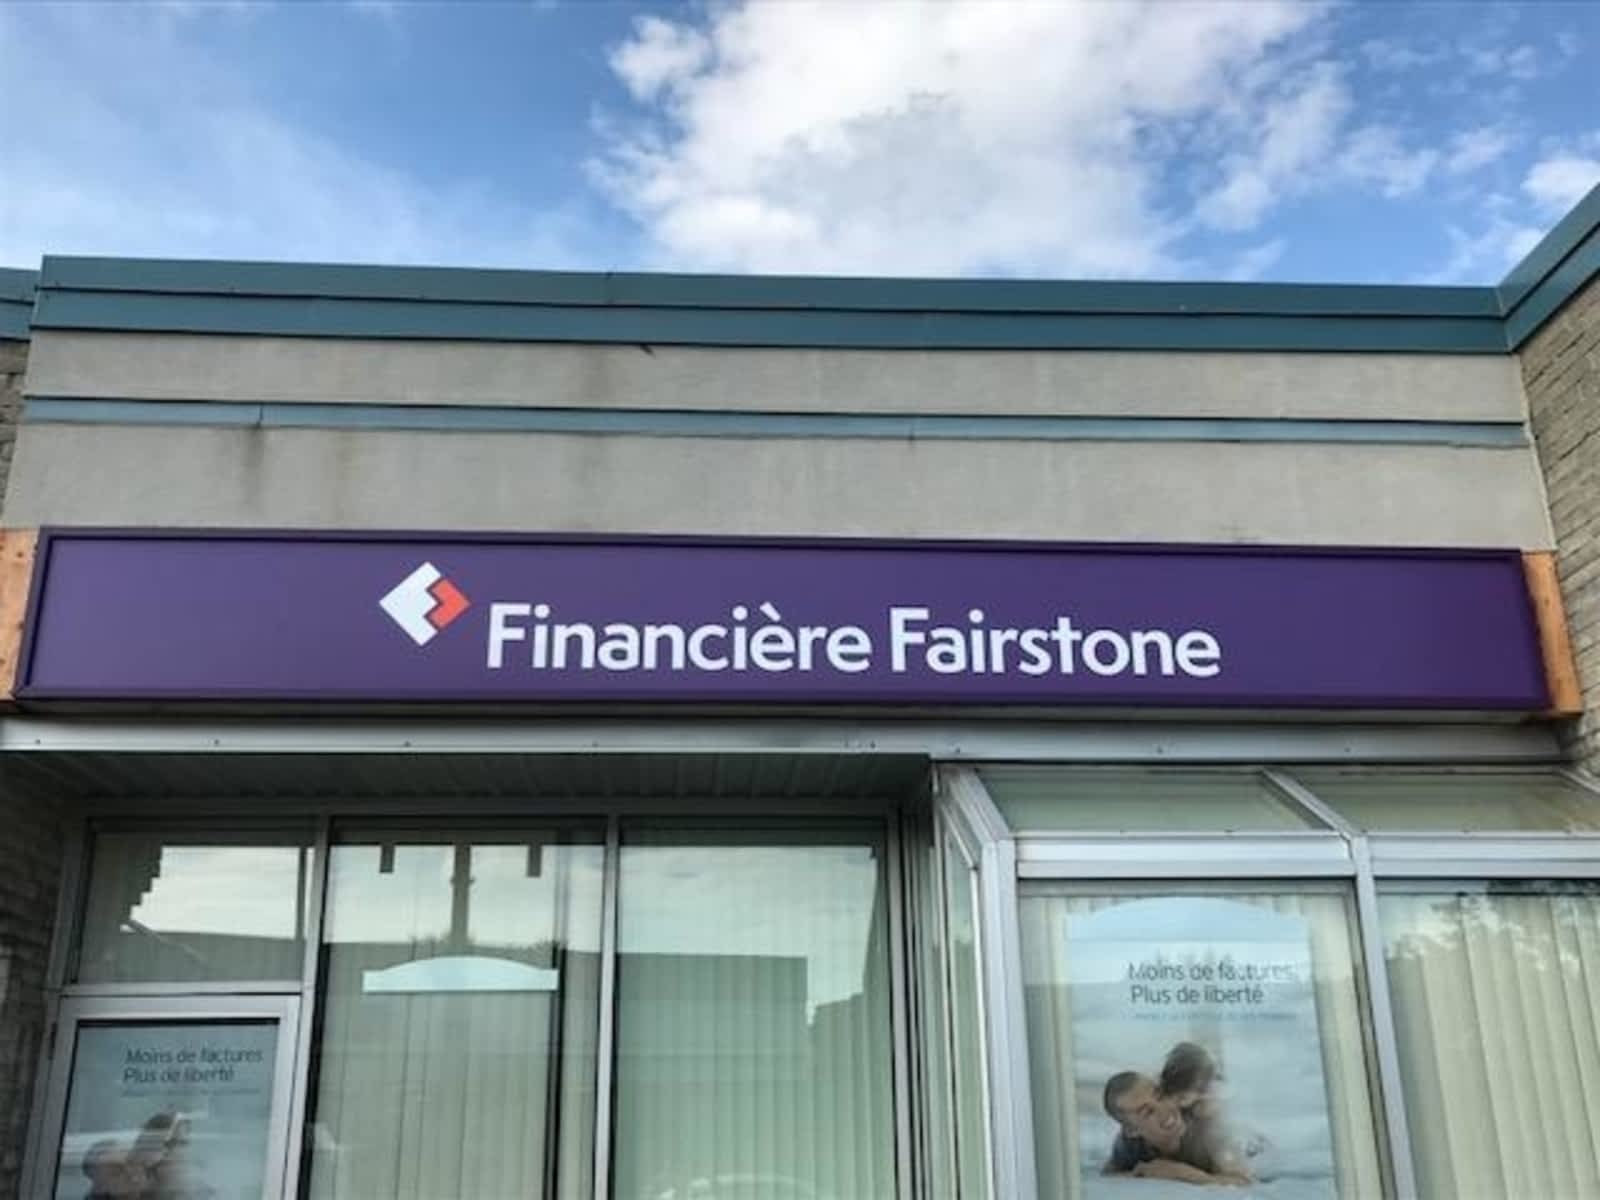 Financière Fairstone
Moins de factures
Plus de liberté
Moins de factures
Plus de liberté